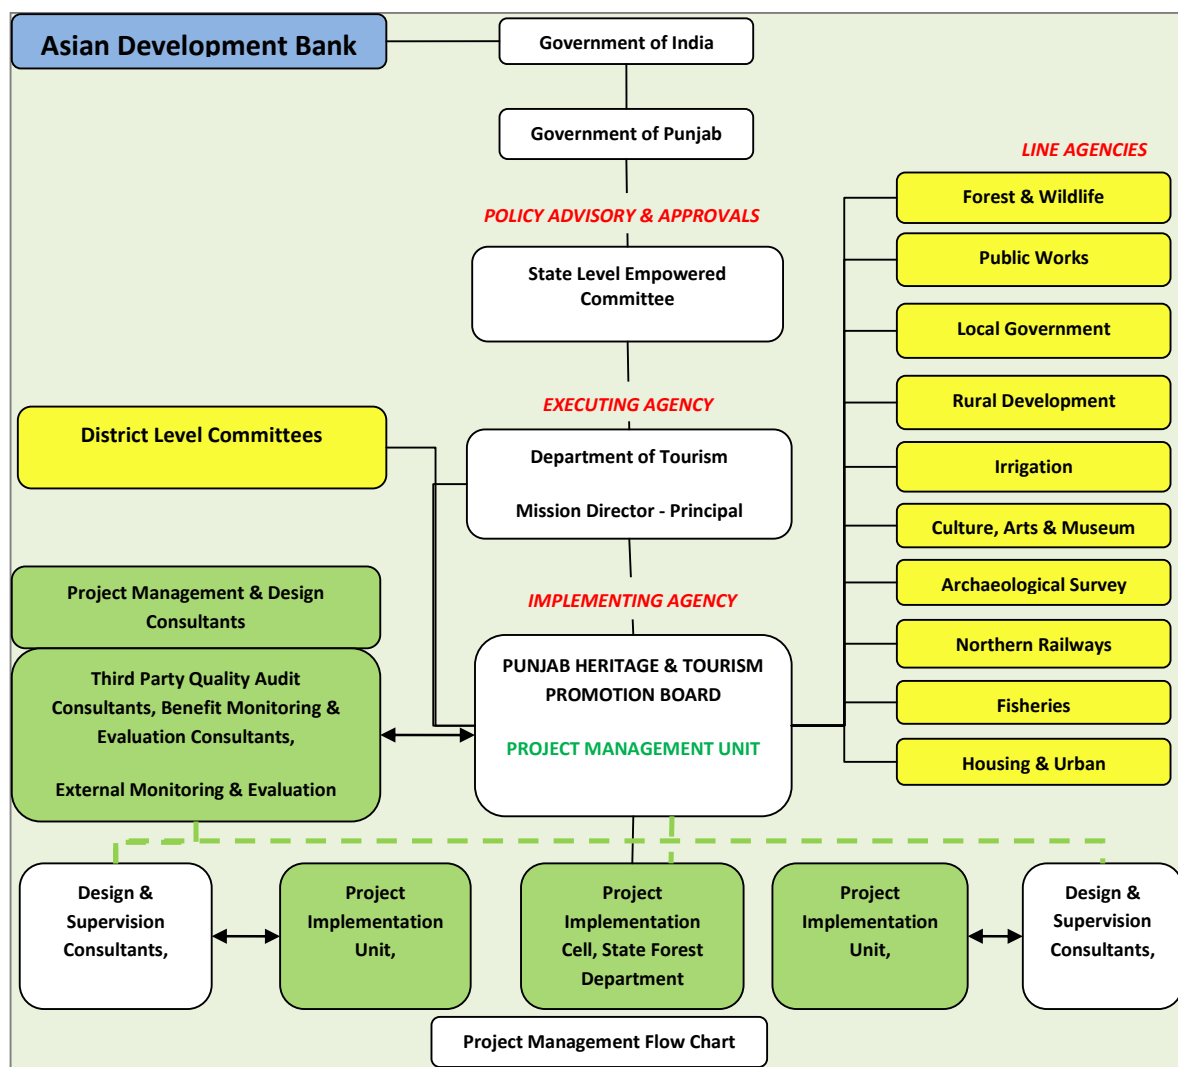 Asian Development Bank
Government of India
Government of Punjab
LINE AGENCIES
Forest & Wildlife
POLICY ADVISORY & APPROVALS
Public Works
State Level Empowered
Committee
Local Government
EXECUTING AGENCY
Rural Development
District Level Committees
Department of Tourism
Mission Director - Principal
Irrigation
Culture, Arts & Museum
Archaeological Survey
Project Management & Design
Consultants
IMPLEMENTING AGENCY
Northern Railways
Third Party Quality Audit
Consultants, Benefit Monitoring &
Evaluation Consultants,
External Monitoring & Evaluation
PUNJAB HERITAGE & TOURISM
PROMOTION BOARD
PROJECT MANAGEMENT UNIT
Fisheries
Housing & Urban
Design &
Supervision
Consultants,
Project
Implementation
Unit,
Project
Implementation
Cell, State Forest
Department
Project
Implementation
Unit,
Design &
Supervision
Consultants,
Project Management Flow Chart